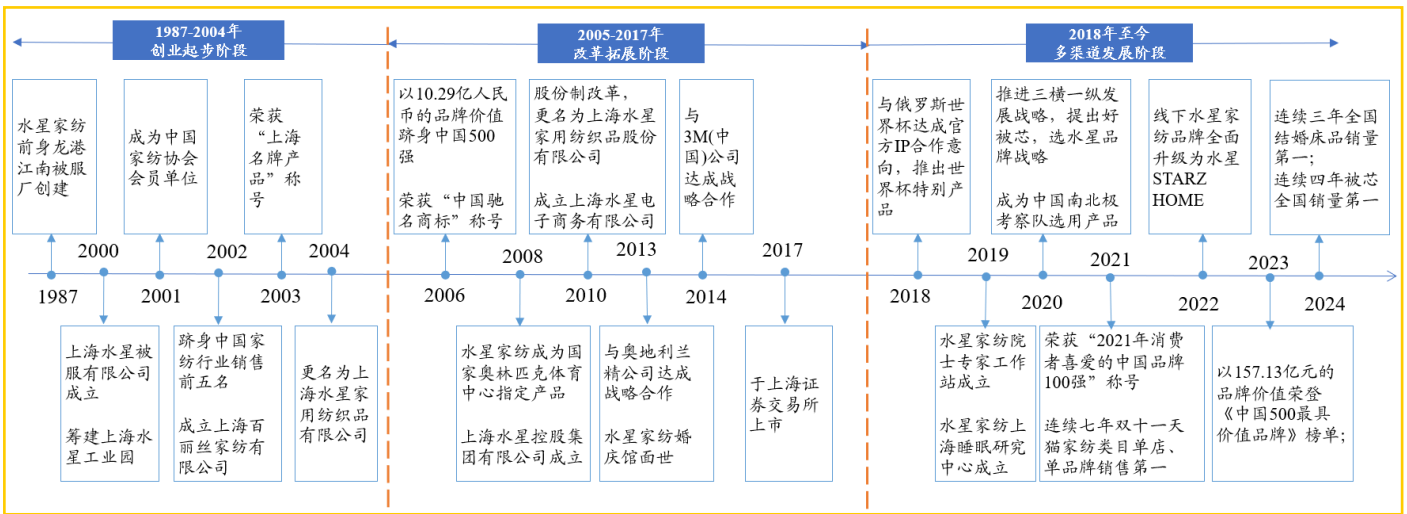 1987-2004年
创业起步阶段
2005-2017年
改革拓展阶段
2018年至今
多渠道发展阶段
水星家纺
前身龙港
江南被服
厂创建
成为中国
家纺协会
会员单位
荣获
“上海
名牌产
品”称
号
以10.29亿人民
币的品牌价值
跻身中国500
强
荣获“中国驰
名商标”称号
股份制改革，
更名为上海水星
家用纺织品股份
有限公司
成立上海水星电
子商务有限公司
与
3M(中
国)公司
达成战
略合作
与俄罗斯世
界杯达成官
方IP合作意
向，推出世
界杯特别产
品
推进三横一纵发
展战略，提出好
被芯，选水星品
牌战略
成为中国南北极
考察队选用产品
线下水星家
纺品牌全面
升级为水星
STARZ
HOME
连续三年全国
结婚床品销量
第一；
连续四年被芯
全国销量第一
2000
2002
2004
2008
2013
2017
2019
2021
2023
1987
2001
2003
2006
2010
2014
2018
2020
2022
2024
上海水星被
服有限公司
成立
筹建上海水
星工业园
跻身中国家
纺行业销售
前五名
成立上海百
丽丝家纺有
限公司
更名为上
海水星家
用纺织品
有限公司
水星家纺成为国
家奥林匹克体育
中心指定产品
上海水星控股集
团有限公司成立
与奥地利兰
精公司达成
战略合作
水星家纺婚
庆馆面世
于上海证
券交易所
上市
水星家纺院
士专家工作
站成立
水星家纺上
海睡眠研究
中心成立
荣获“2021年消费
者喜爱的中国品牌
100强”称号
连续七年双十一天
猫家纺类目单店、
单品牌销售第一
以157.13亿元的
品牌价值荣登
《中国500最具
价值品牌》榜单;